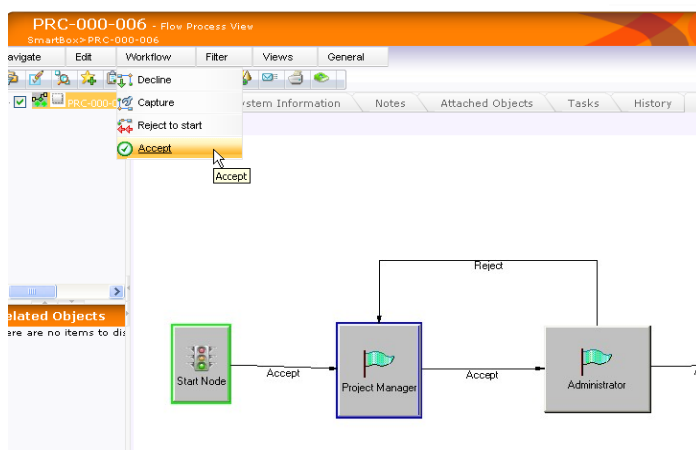 PRC-000-006 - Flow Process View
SmartBox>PRC-000-006
avigate Edit Workflow Filter Views General
Decline
PRC-000-0
Capture
ystem Information Notes Attached Objects Tasks History
Reject to start
Accept
Accept
elated Objects
ere are no items to dis
Reject
Start Node
Accept
Project Manager
Accept
Administrator